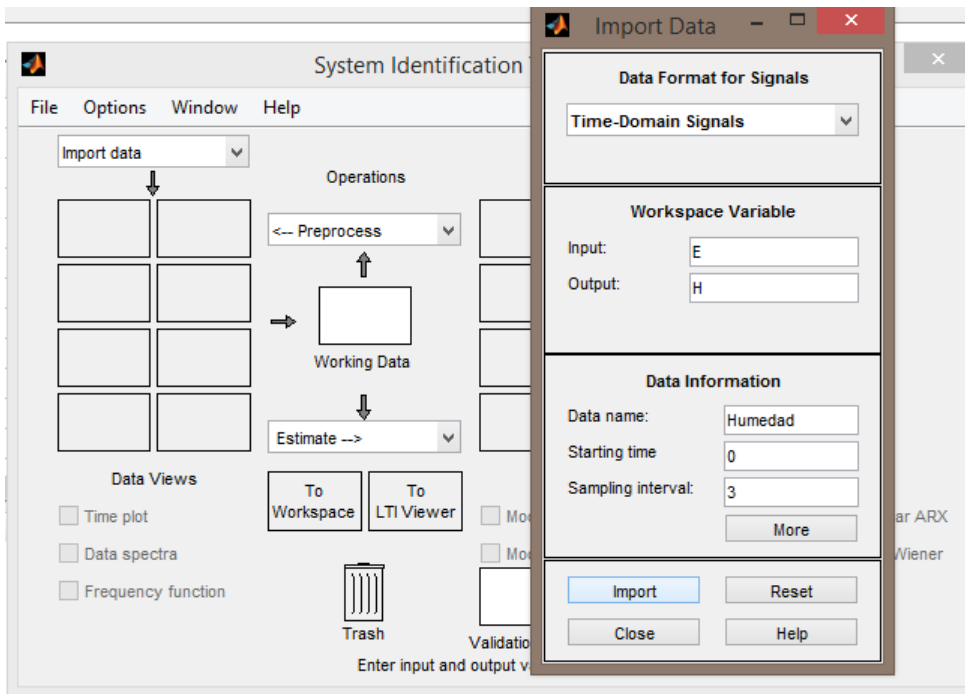 System Identification
File Options Window Help
Import data
Operations
<-- Preprocess
Working Data
Estimate -->
Data Views
To Workspace
To LTI Viewer
Time plot
Data spectra
Frequency function
Trash
Enter input and output
ar ARX
Wiener
Import Data
Data Format for Signals
Time-Domain Signals
Workspace Variable
Input: E
Output: H
Data Information
Data name: Humedad
Starting time 0
Sampling interval: 3
More
Import Reset
Close Help